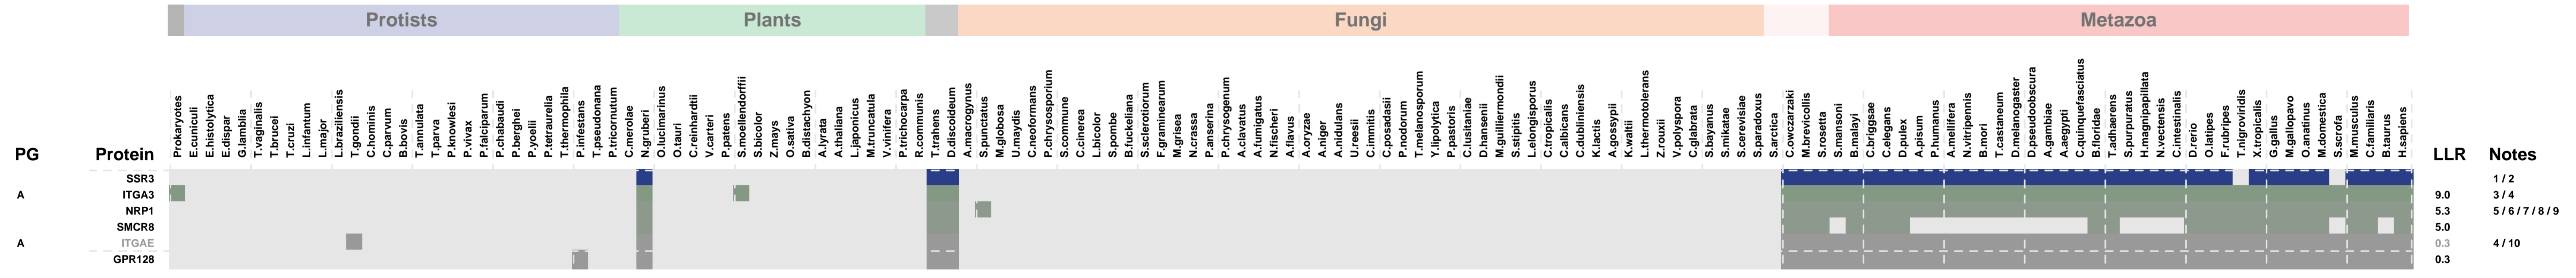 Protists Plants Fungi Metazoa
Prokaryotes
E.cuniculi
E.histolytica
E.dispar
G.lamblia
T.vaginalis
T.brucei
T.cruzi
L.infantum
L.major
L.braziliensis
T.gondii
C.hominis
C.parvum
B.bovis
T.annulata
T.parva
P.knowlesi
P.vivax
P.falciparum
P.chabaudi
P.berghei
P.yoelii
P.tetraurelia
T.thermophila
P.infestans
T.pseudonana
P.tricornutum
C.merolae
N.gruberi
O.lucimarinus
O.tauri
C.reinhardtii
V.carteri
P.patens
S.moellendorffii
S.bicolor
Z.mays
O.sativa
B.distachyon
A.lyrata
A.thaliana
L.japonicus
M.truncatula
V.vinifera
P.trichocarpa
R.communis
T.trahens
D.discoideum
A.macrogynus
S.punctatus
M.globosa
U.maydis
C.neoformans
P.chrysosporium
S.commune
C.cinerea
L.bicolor
S.pombe
B.fuckeliana
S.sclerotiorum
F.graminearum
M.grisea
N.crassa
P.anserina
P.chrysogenum
A.clavatus
A.fumigatus
N.fischeri
A.flavus
A.oryzae
A.niger
A.nidulans
U.reesii
C.immitis
C.posadasii
P.nodorum
T.melanosporum
Y.lipolytica
P.pastoris
C.lusitaniae
D.hansenii
M.guilliermondii
S.stipitis
L.elongisporus
C.tropicalis
C.albicans
C.dubliniensis
K.lactis
A.gossypii
K.waltii
L.thermotolerans
Z.rouxii
V.polyspora
C.glabrata
S.bayanus
S.mikatae
S.cerevisiae
S.paradoxus
S.arctica
C.owczarzaki
M.brevicollis
S.rosetta
S.mansoni
B.malayi
C.briggsae
C.elegans
D.pulex
A.pisum
P.humanus
A.mellifera
N.vitripennis
B.mori
T.castaneum
D.melanogaster
D.pseudoobscura
A.gambiae
A.aegypti
C.quinquefasciatus
B.floridae
T.adhaerens
S.purpuratus
H.magnipapillata
N.vectensis
C.intestinalis
D.rerio
O.latipes
F.rubripes
T.nigroviridis
X.tropicalis
G.gallus
M.gallopavo
O.anatinus
M.domestica
S.scrofa
M.musculus
C.familiaris
B.taurus
H.sapiens
PG Protein LLR Notes
SSR3 1 / 2
A ITGA3 9.0 3 / 4
NRP1 5.3 5 / 6 / 7 / 8 / 9
SMCR8 5.0
A ITGAE 0.3 4 / 10
GPR128 0.3